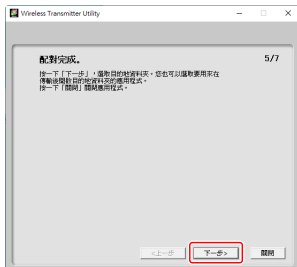 Wireless Transmitter Utility
配對完成。
5/7
按一下「下一步」，選取目的地資料夾。您也可以選取要用來在
傳輸後開啟目的地資料夾的應用程式。
按一下「關閉」關閉應用程式。
<上一步
下一步>
關閉